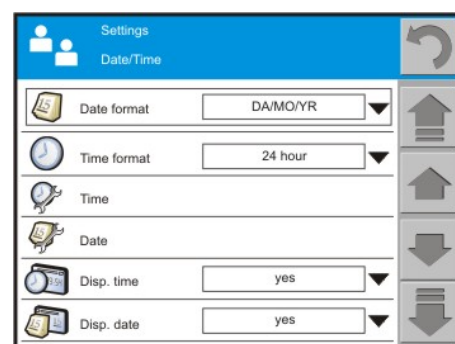 Settings
Date/Time
Date format DA/MO/YR
Time format 24 hour
Time
Date
Disp. time yes
Disp. date yes